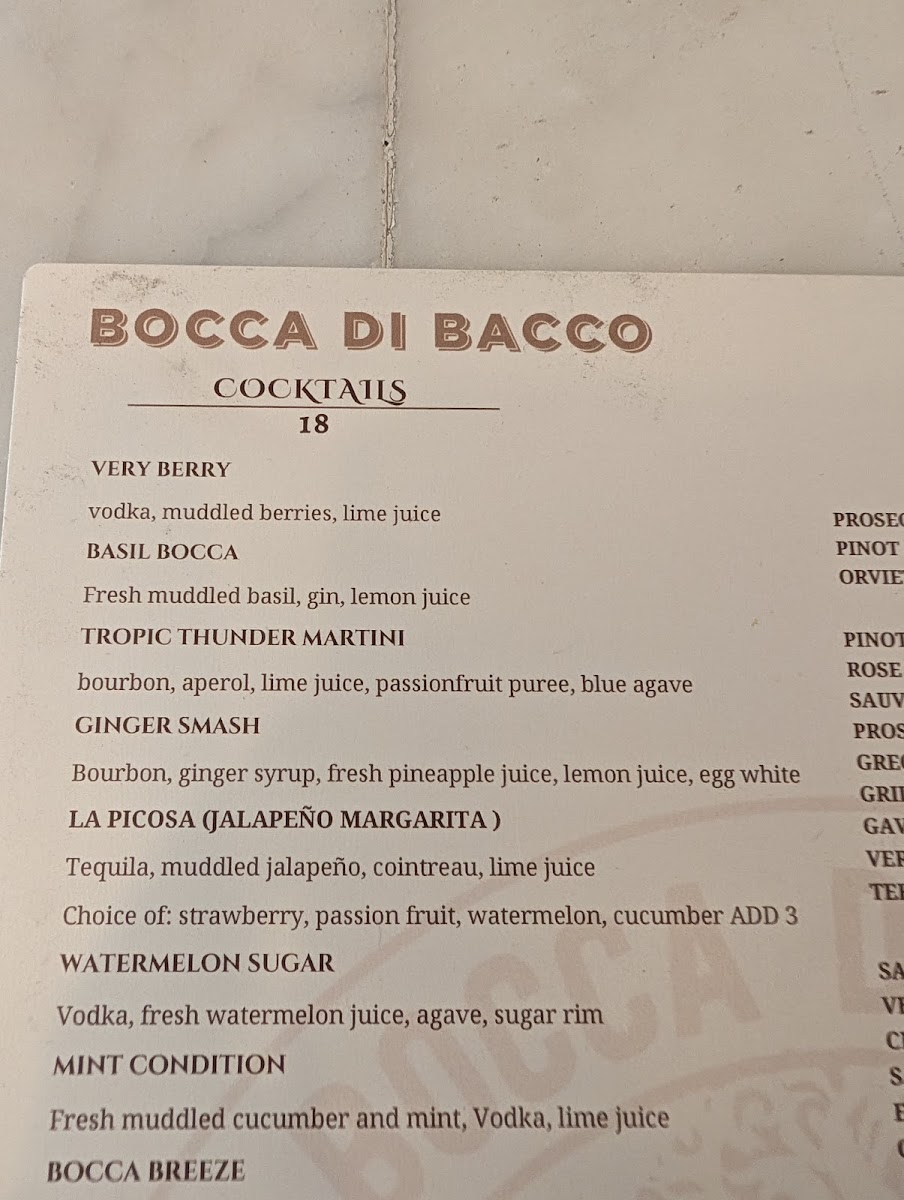 BOCCA DI BACCO
COCKTAILS
18
VERY BERRY
vodka, muddled berries, lime juice
BASIL BOCCA
Fresh muddled basil, gin, lemon juice
TROPIC THUNDER MARTINI
bourbon, aperol, lime juice, passionfruit puree, blue agave
GINGER SMASH
Bourbon, ginger syrup, fresh pineapple juice, lemon juice, egg white
LA PICOSA (JALAPEÑO MARGARITA )
Tequila, muddled jalapeño, cointreau, lime juice
Choice of: strawberry, passion fruit, watermelon, cucumber ADD 3
WATERMELON SUGAR
Vodka, fresh watermelon juice, agave, sugar rim
MINT CONDITION
Fresh muddled cucumber and mint, Vodka, lime juice
BOCCA BREEZE
PINOT
PINOT
ROSE
BOCCA